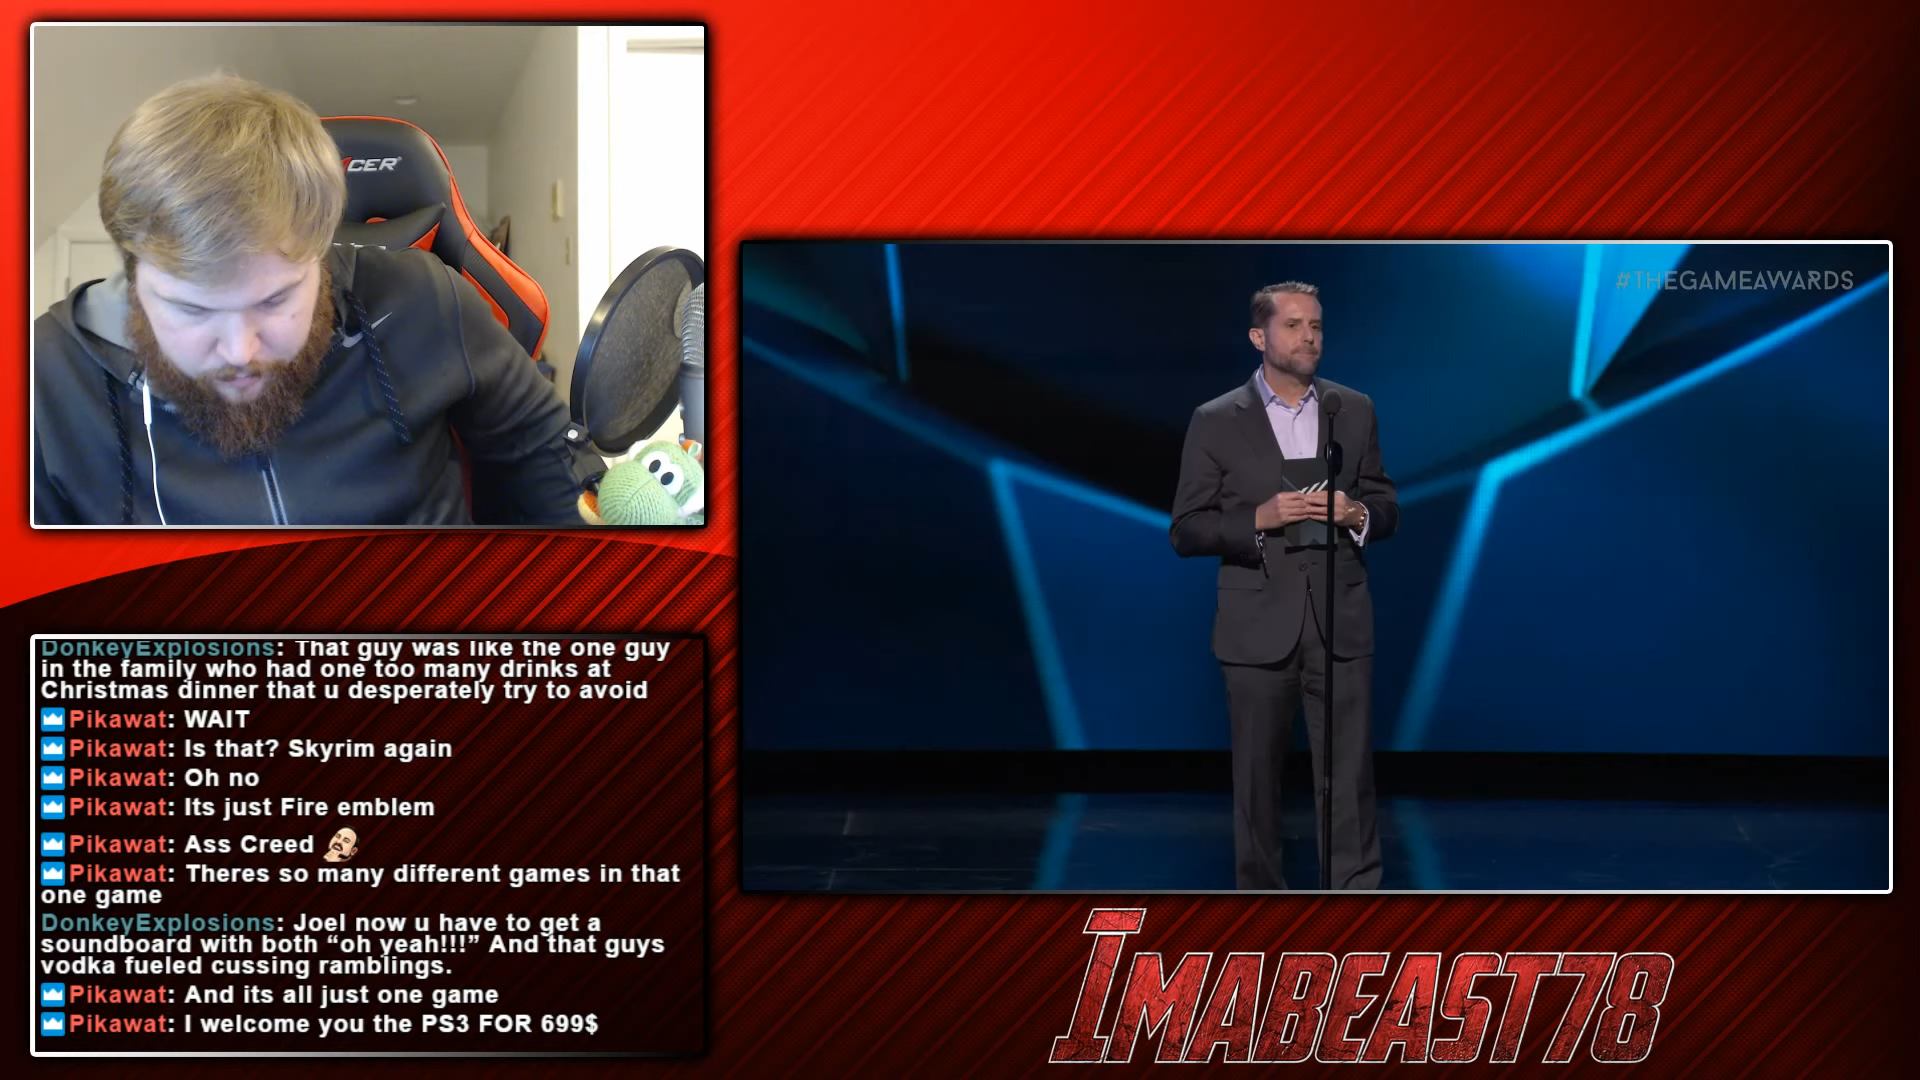 CER
#THEGAMEAWARDS
DonkeyExplosions: That guy was like the one guy
in the family who had one too many drinks at
Christmas dinner that u desperately try to avoid
Pikawat: WAIT
Pikawat: Is that? Skyrim again
Pikawat: Oh no
Pikawat: Its just Fire emblem
Pikawat: Ass Creed
Pikawat: Theres so many different games in that
one game
DonkeyExplosions: Joel now u have to get a
soundboard with both “oh yeah!!!” And that guys
vodka fueled cussing ramblings.
Pikawat: And its all just one game
Pikawat: I welcome you the PS3 FOR 699$
IMABEAST78